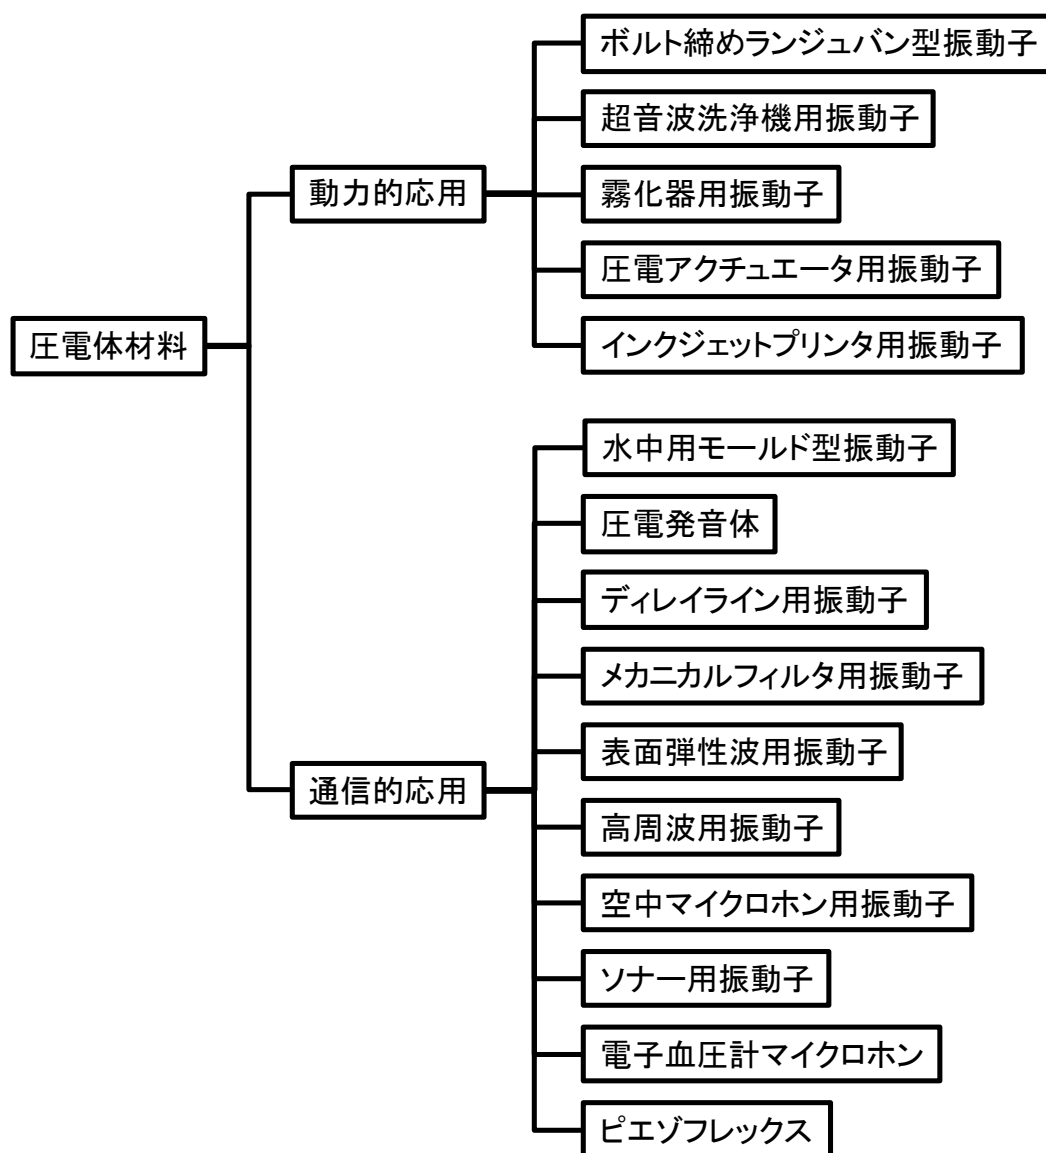 圧電体材料
動力的応用
ボルト締めランジュバン型振動子
超音波洗浄機用振動子
霧化器用振動子
圧電アクチュエータ用振動子
インクジェットプリンタ用振動子
通信的応用
水中用モールド型振動子
圧電発音体
ディレイライン用振動子
メカニカルフィルタ用振動子
表面弾性波用振動子
高周波用振動子
空中マイクロホン用振動子
ソナー用振動子
電子血圧計マイクロホン
ピエゾフレックス